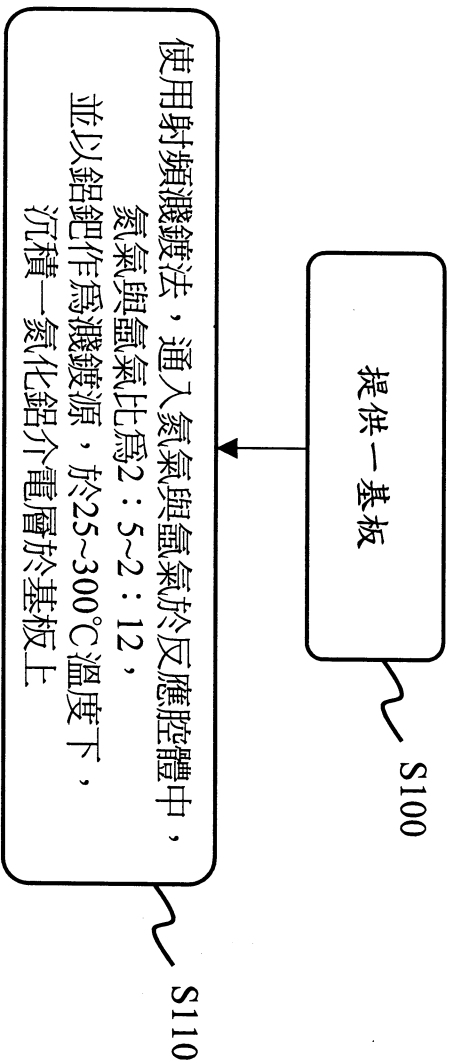 提供一基板
S100
使用射頻濺鍍法，通入氮氣與氬氣於反應腔體中，
氮氣與氬氣比爲2：5~2：12，
並以鋁鈀作爲濺鍍源，於25~300°C溫度下，
沉積一氮化鋁介電層於基板上
S110